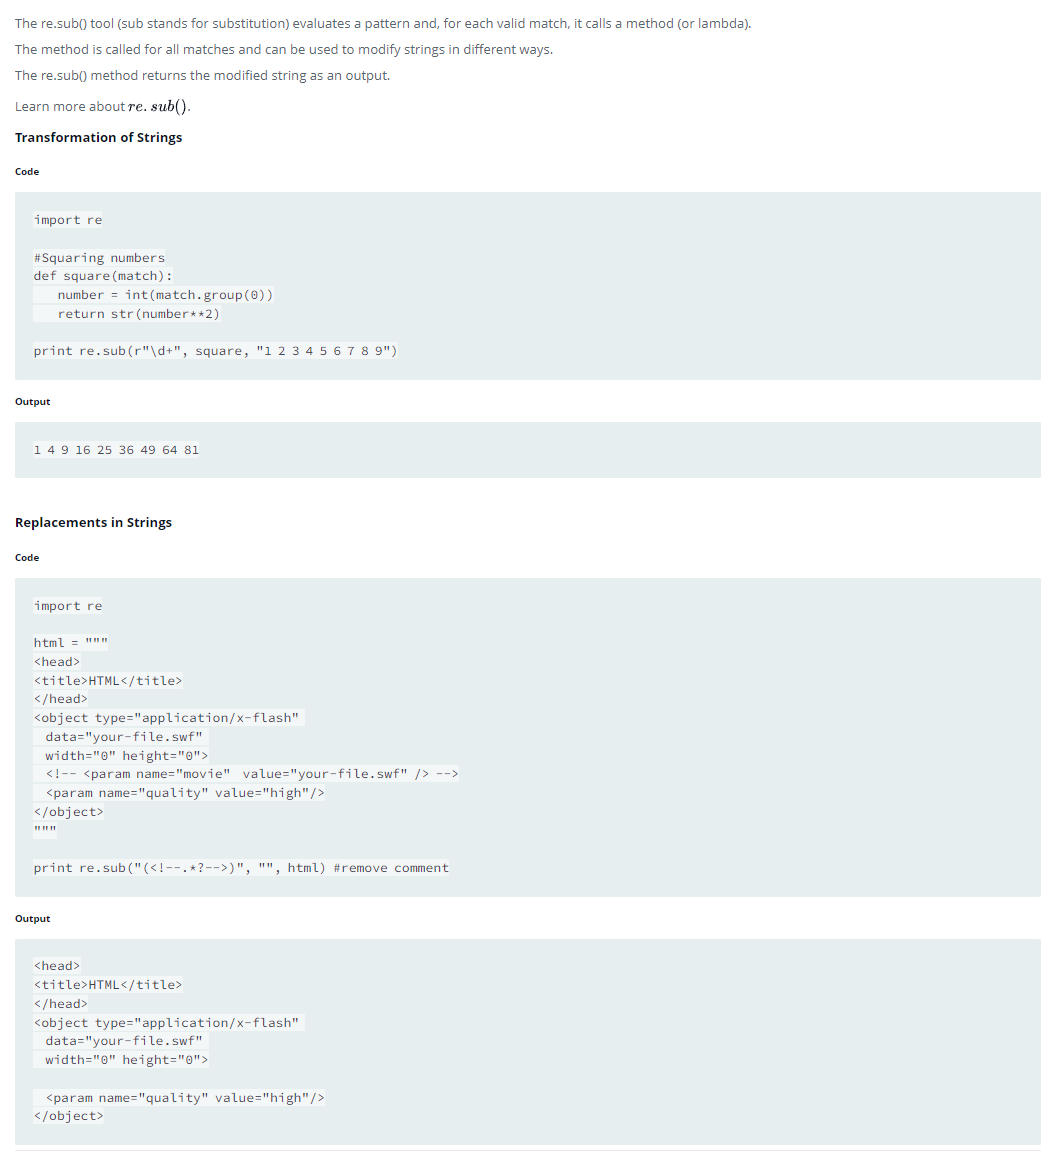 The re.sub() tool (sub stands for substitution) evaluates a pattern and, for each valid match, it calls a method (or lambda).
The method is called for all matches and can be used to modify strings in different ways.
The re.sub() method returns the modified string as an output.
Learn more about re. sub().
Transformation of Strings
Code
import re
#Squaring numbers
def square(match):
number = int(match.group(0))
return str(number**2)
print re.sub(r"\d+", square, "1 2 3 4 5 6 7 8 9")
Output
1 4 9 16 25 36 49 64 81
Replacements in Strings
Code
import re
html = """
<head>
<title>HTML</title>
</head>
<object type="application/x-flash"
data="your-file.swf"
width="0" height="0">
<!-- <param name="movie"  value="your-file.swf" /> -->
<param name="quality" value="high"/>
</object>
"""
print re.sub("(<!--.*?-->)", "", html) #remove comment
Output
<head>
<title>HTML</title>
</head>
<object type="application/x-flash"
data="your-file.swf"
width="0" height="0">
<param name="quality" value="high"/>
</object>